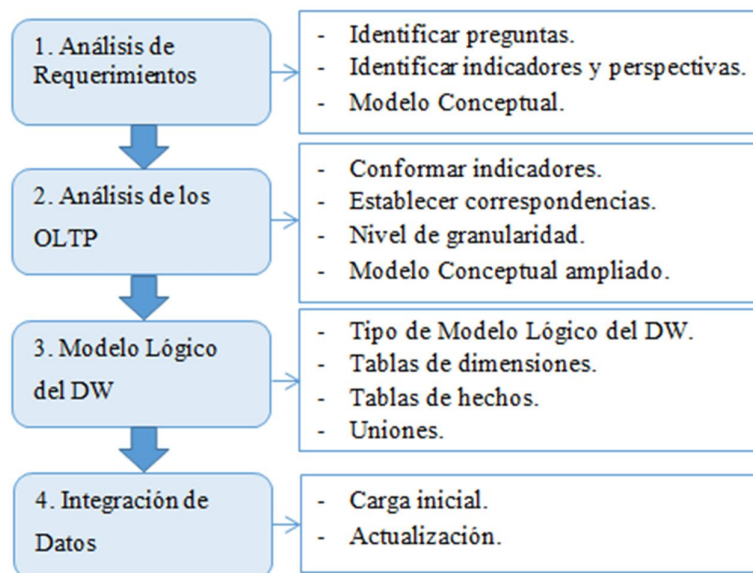 1. Análisis de
Requerimientos
- Identificar preguntas.
- Identificar indicadores y perspectivas.
- Modelo Conceptual.
2. Análisis de los
OLTP
- Conformar indicadores.
- Establecer correspondencias.
- Nivel de granularidad.
- Modelo Conceptual ampliado.
3. Modelo Lógico
del DW
- Tipo de Modelo Lógico del DW.
- Tablas de dimensiones.
- Tablas de hechos.
- Uniones.
4. Integración de
Datos
- Carga inicial.
- Actualización.